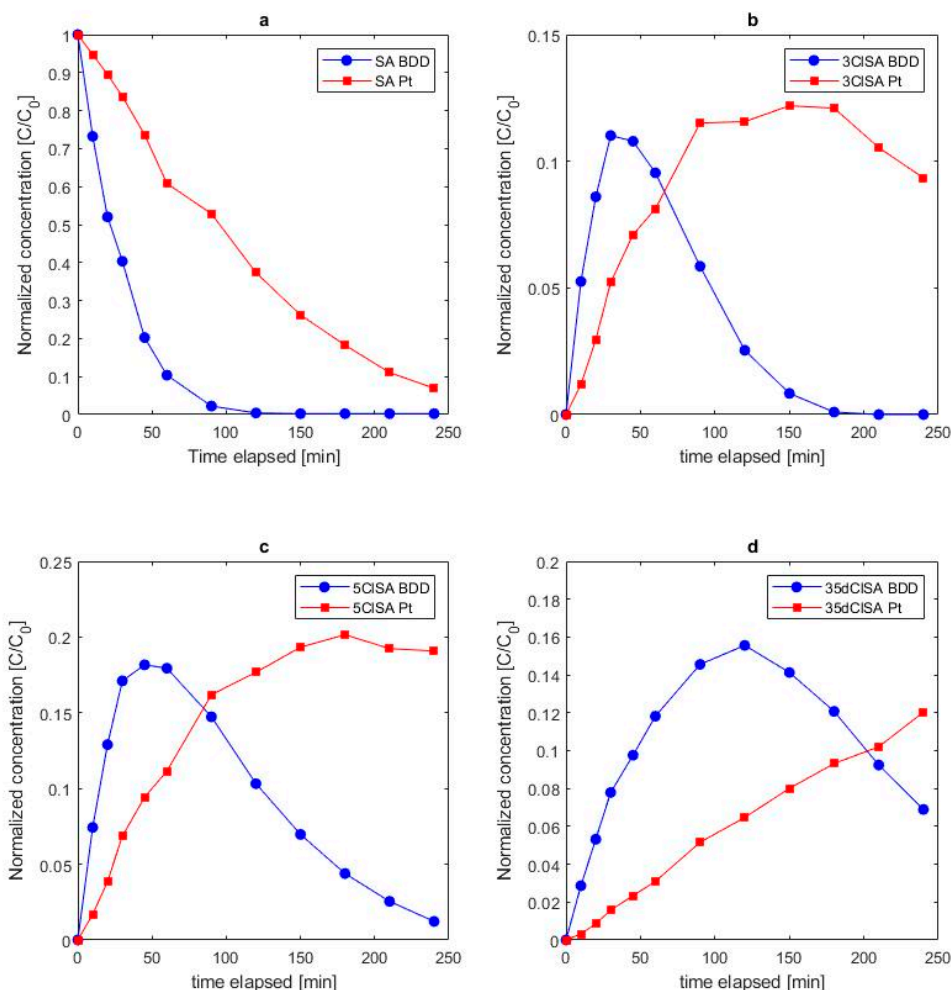 a
Normalized concentration [C/C0]
1
0.9
0.8
0.7
0.6
0.5
0.4
0.3
0.2
0.1
0
SA BDD
SA Pt
0 50 100 150 200 250
Time elapsed [min]
b
Normalized concentration [C/C0]
0.15
0.1
0.05
0
3ClSA BDD
3ClSA Pt
0 50 100 150 200 250
time elapsed [min]
c
Normalized concentration [C/C0]
0.25
0.2
0.15
0.1
0.05
0
5ClSA BDD
5ClSA Pt
0 50 100 150 200 250
time elapsed [min]
d
Normalized concentration [C/C0]
0.2
0.18
0.16
0.14
0.12
0.1
0.08
0.06
0.04
0.02
0
35dClSA BDD
35dClSA Pt
0 50 100 150 200 250
time elapsed [min]